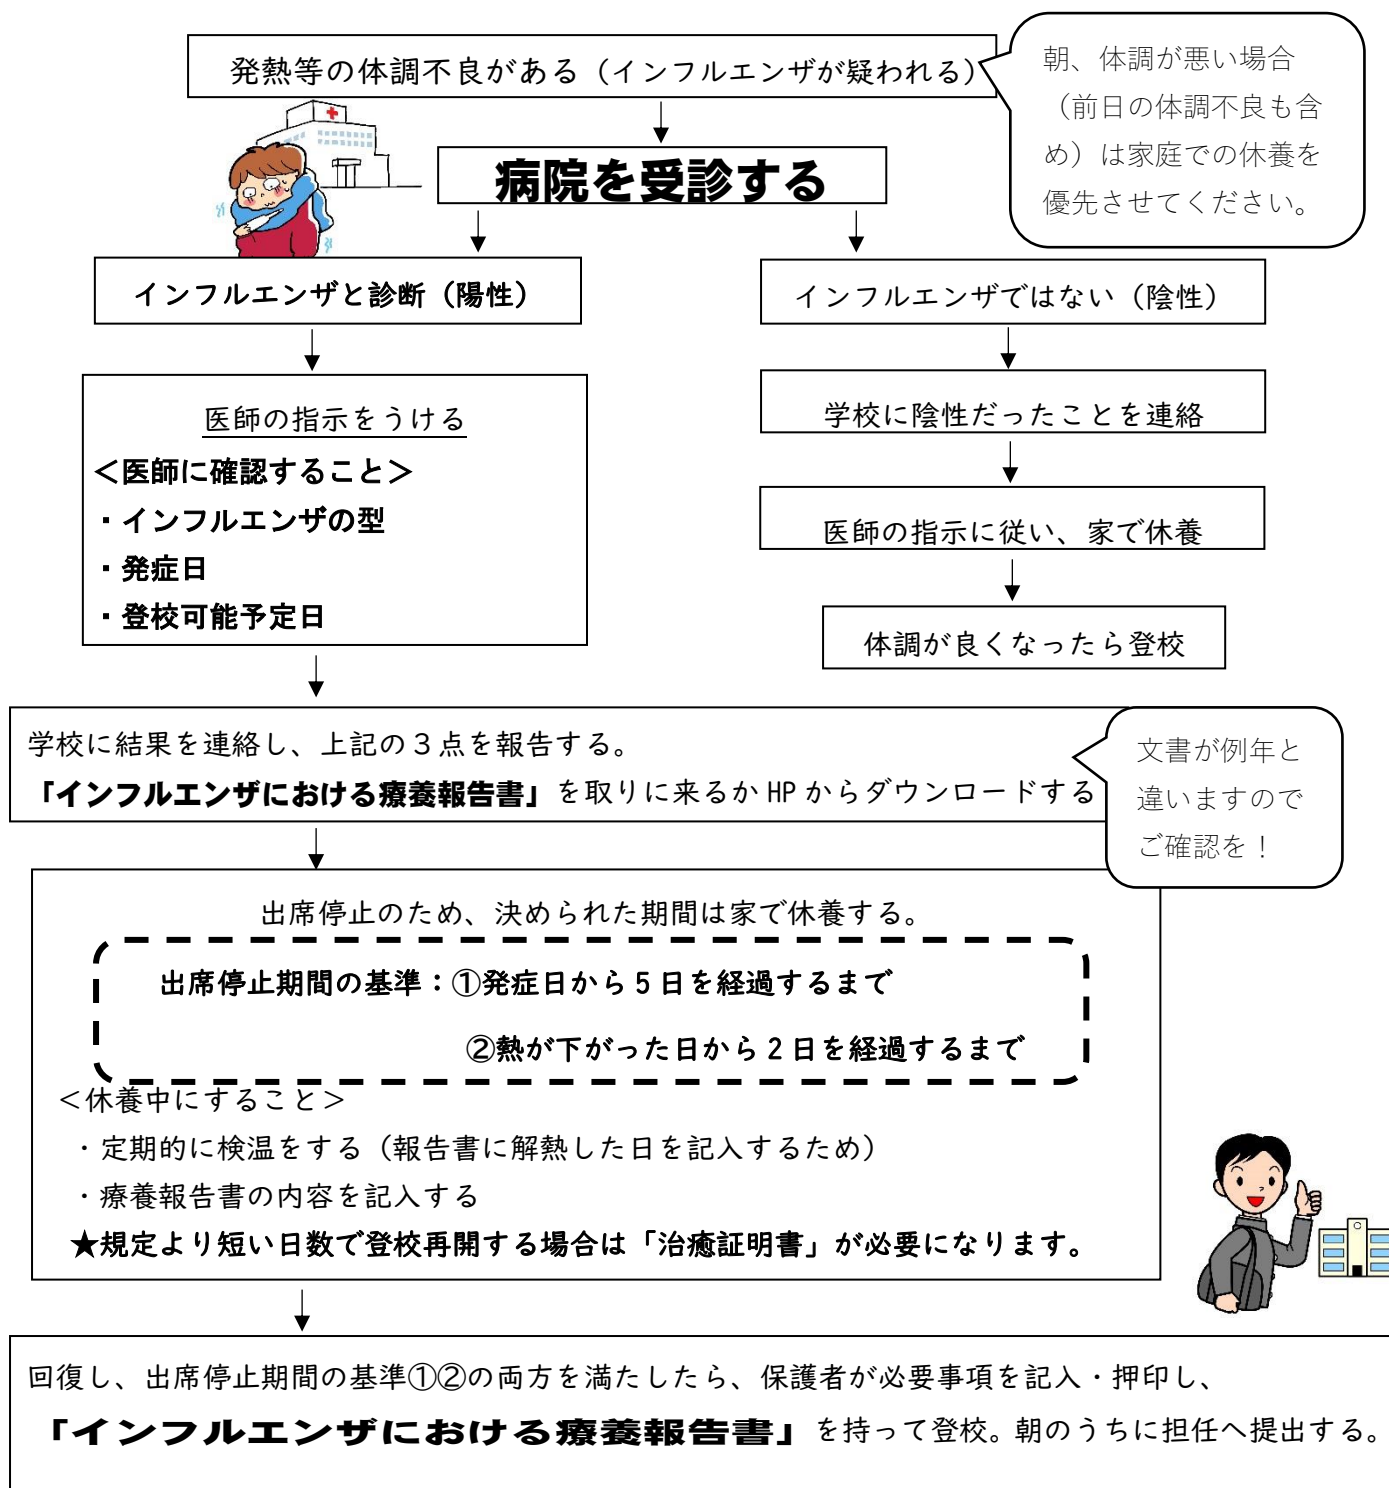 発熱等の体調不良がある（インフルエンザが疑われる）
朝、体調が悪い場合
（前日の体調不良も含
め）は家庭での休養を
優先させてください。
病院を受診する
インフルエンザと診断（陽性）
インフルエンザではない（陰性）
医師の指示をうける
＜医師に確認すること＞
・インフルエンザの型
・発症日
・登校可能予定日
学校に陰性だったことを連絡
医師の指示に従い、家で休養
体調が良くなったら登校
学校に結果を連絡し、上記の３点を報告する。
「インフルエンザにおける療養報告書」を取りに来るか HP からダウンロードする
文書が例年と
違いますので
ご確認を！
出席停止のため、決められた期間は家で休養する。
出席停止期間の基準：①発症日から５日を経過するまで
②熱が下がった日から２日を経過するまで
＜休養中にすること＞
・定期的に検温をする（報告書に解熱した日を記入するため）
・療養報告書の内容を記入する
★規定より短い日数で登校再開する場合は「治癒証明書」が必要になります。
回復し、出席停止期間の基準①②の両方を満たしたら、保護者が必要事項を記入・押印し、
「インフルエンザにおける療養報告書」を持って登校。朝のうちに担任へ提出する。